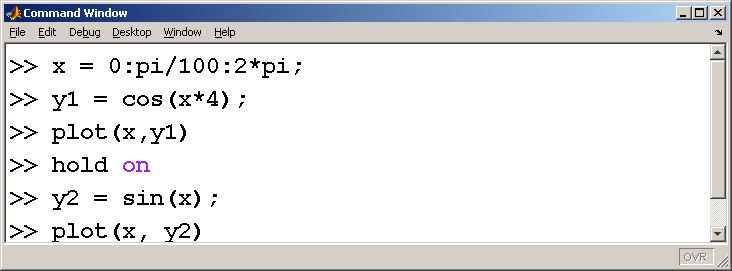 Command Window
File Edit Debug Desktop Window Help
>> x = 0:pi/100:2*pi;
>> y1 = cos(x*4);
>> plot(x,y1)
>> hold on
>> y2 = sin(x);
>> plot(x, y2)
OVR